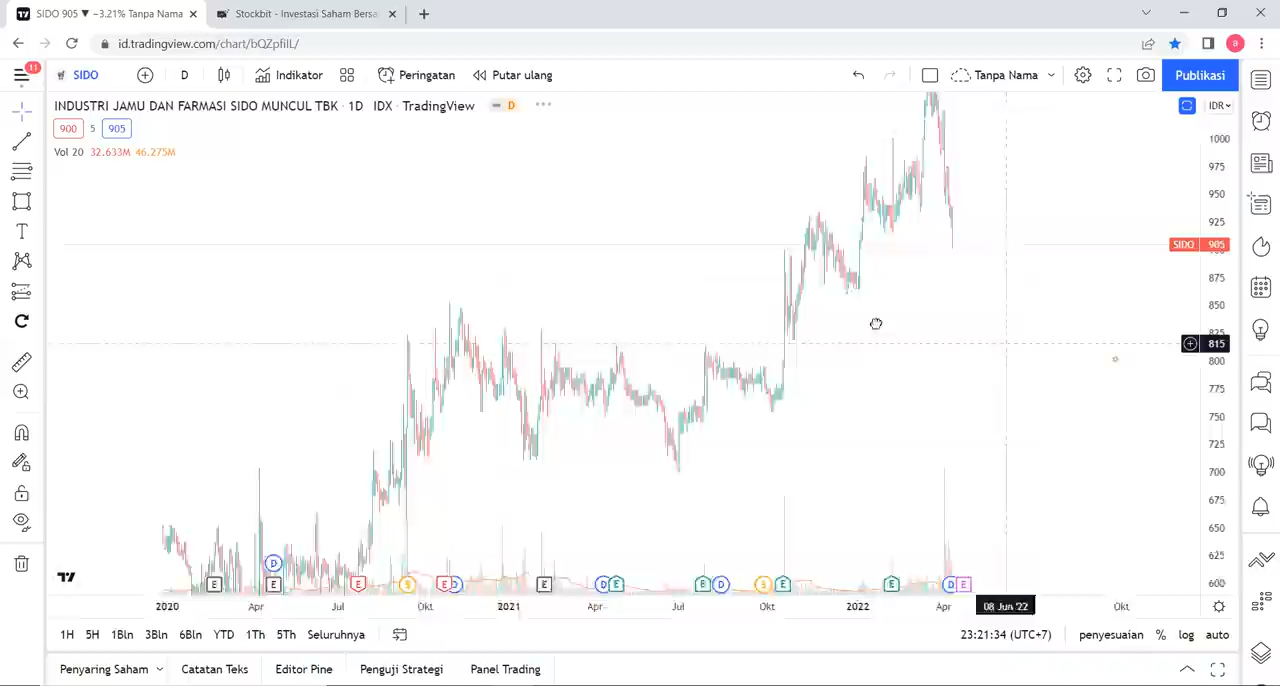 SIDO 905 ▼ −3.21% Tanpa Nama
Stockbit - Investasi Saham Bersa
id.tradingview.com/chart/bQZpfilL/
a
11
SIDO
D
Indikator
Peringatan
Putar ulang
Tanpa Nama
Publikasi
INDUSTRI JAMU DAN FARMASI SIDO MUNCUL TBK · 1D · IDX · TradingView
D
IDR
900 5 905
Vol 20 32.633M 46.275M
1000
975
950
925
SIDO 905
875
850
825
815
800
775
750
725
700
675
650
625
600
D
E E E S E D E D E B D S E E D E
2020 Apr Jul Okt 2021 Apr Jul Okt 2022 Apr 08 Jun '22 Okt
1H 5H 1Bln 3Bln 6Bln YTD 1Th 5Th Seluruhnya
23:21:34 (UTC+7) penyesuaian % log auto
Penyaring Saham Catatan Teks Editor Pine Penguji Strategi Panel Trading